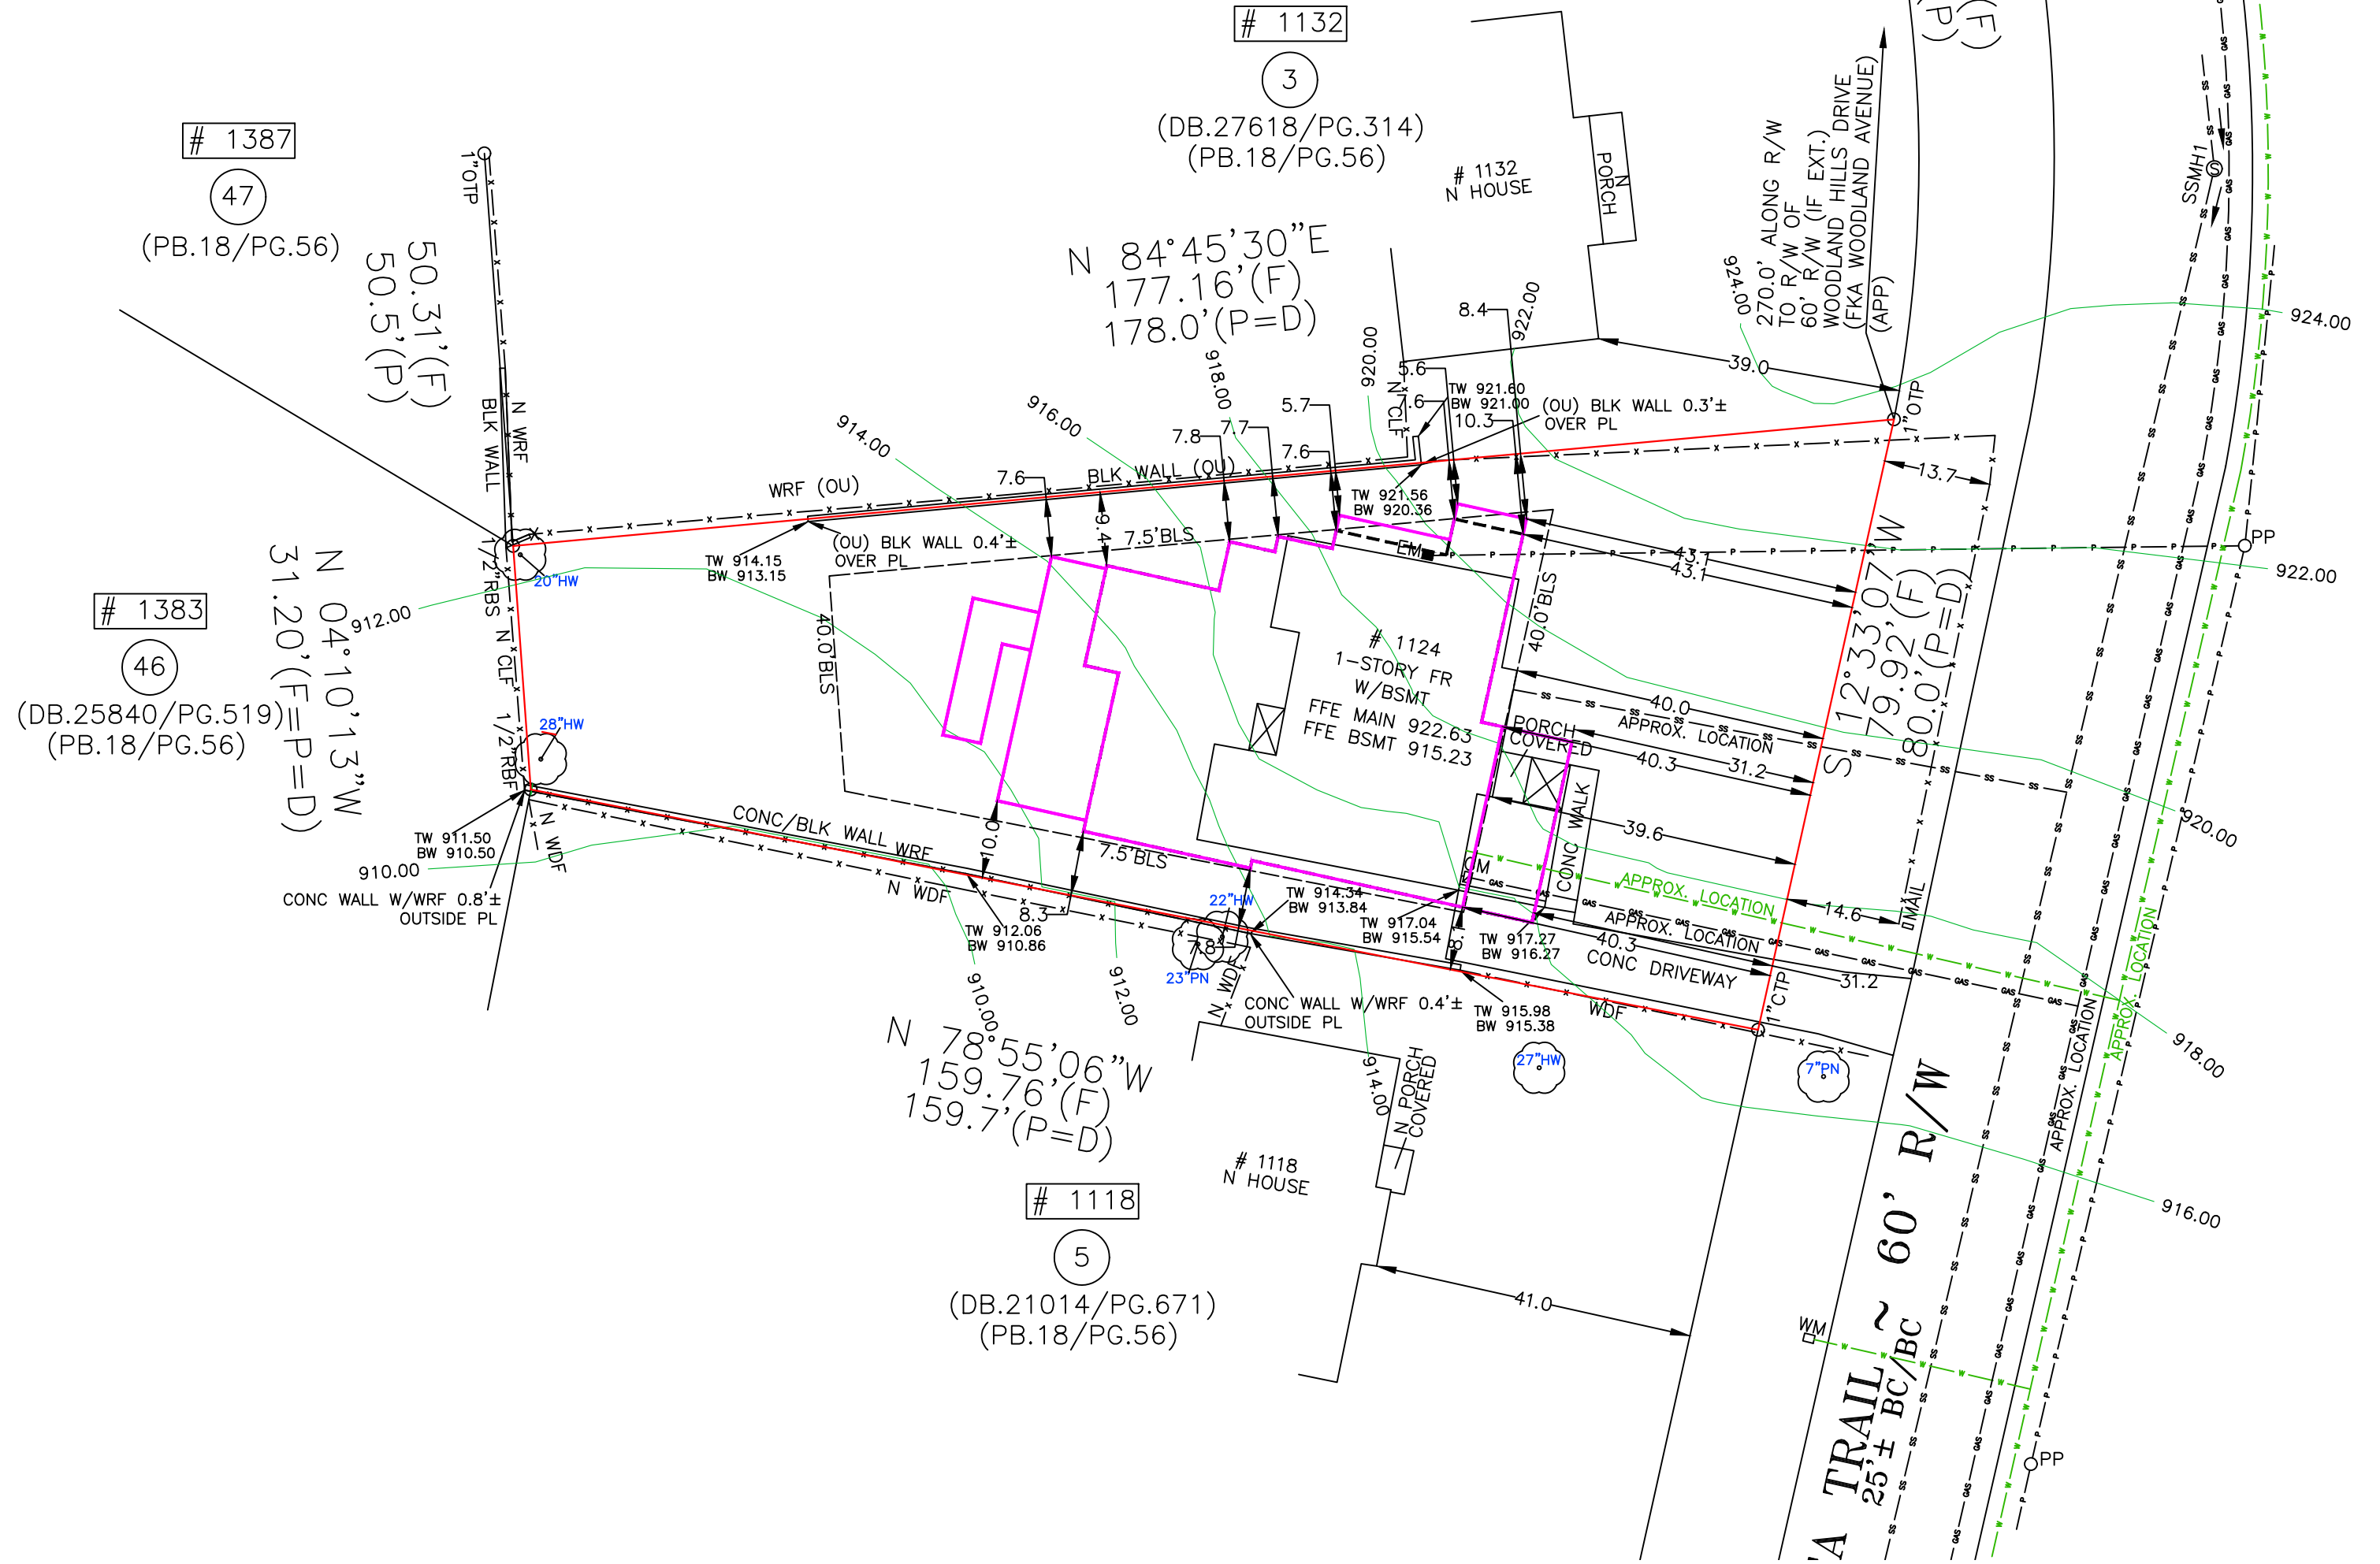 # 1132
3
(DB.27618/PG.314)
(PB.18/PG.56)
# 1387
47
(PB.18/PG.56)
1"OTP
50.31'(F)
50.5'(P)
N 84°45'30"E
177.16'(F)
178.0'(P=D)
# 1132
N HOUSE
N
PORCH
270.0' ALONG R/W
TO R/W OF
60' R/W (IF EXT.)
WOODLAND HILLS DRIVE
(FKA WOODLAND AVENUE)
(APP)
(F)
(P)
SSMH1
S
924.00
924.00
922.00
922.00
920.00
920.00
918.00
918.00
916.00
916.00
914.00
914.00
912.00
912.00
910.00
910.00
39.0
1"OTP
13.7
8.4
5.6
7.6
10.3
5.7
7.6
7.7
7.8
7.6
9.4
N CLF
TW 921.60
BW 921.00
(OU) BLK WALL 0.3'±
OVER PL
TW 921.56
BW 920.36
BLK WALL (OU)
WRF (OU)
N WRF
BLK WALL
TW 914.15
BW 913.15
(OU) BLK WALL 0.4'±
OVER PL
7.5'BLS
EM
PP
43.1
43.1
20"HW
1/2"RBS
N CLF
1/2"RBF
28"HW
40.0'BLS
40.0'BLS
# 1383
46
(DB.25840/PG.519)
(PB.18/PG.56)
N 04°10'13"W
31.20'(F=P=D)
# 1124
1-STORY FR
W/BSMT
FFE MAIN 922.63
FFE BSMT 915.23
S 12°33'07"W
79.92'(F)
80.0'(P=D)
40.0
APPROX. LOCATION
PORCH
COVERED
31.2
40.3
39.6
CONC WALK
GM
APPROX. LOCATION
APPROX. LOCATION
14.6
MAIL
TW 911.50
BW 910.50
CONC WALL W/WRF 0.8'±
OUTSIDE PL
N WDF
CONC/BLK WALL WRF
N WDF
10.0
7.5'BLS
8.3
TW 912.06
BW 910.86
22"HW
7.8
23"PN
TW 914.34
BW 913.84
TW 917.04
BW 915.54
8.1
TW 917.27
BW 916.27
40.3
31.2
CONC DRIVEWAY
N WDF
CONC WALL W/WRF 0.4'±
OUTSIDE PL
TW 915.98
BW 915.38
WDF
1"CTP
27"HW
7"PN
N 78°55'06"W
159.76'(F)
159.7'(P=D)
N PORCH
COVERED
# 1118
N HOUSE
# 1118
5
(DB.21014/PG.671)
(PB.18/PG.56)
41.0
WM
PP
APPROX. LOCATION
APPROX. LOCATION
TRAIL ~ 60' R/W
25'± BC/BC